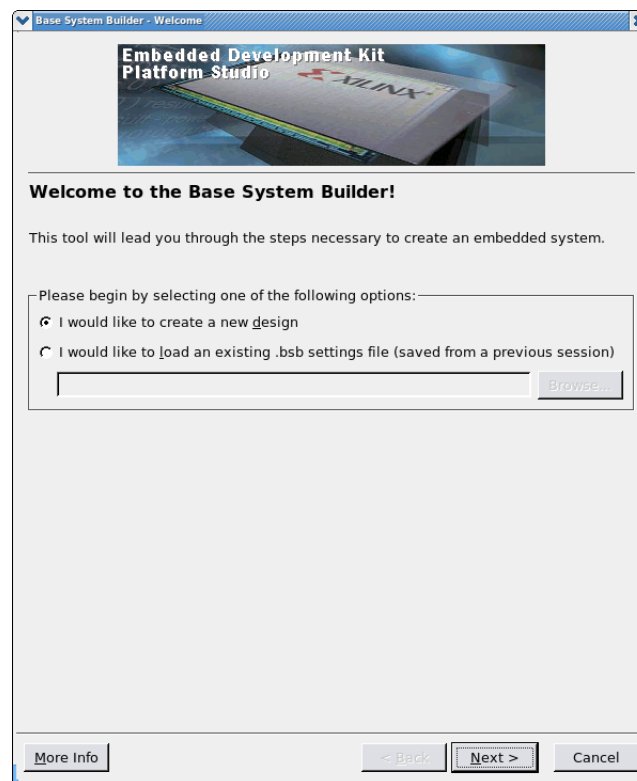 Base System Builder - Welcome
Embedded Development Kit
Platform Studio
XILINX
Welcome to the Base System Builder!
This tool will lead you through the steps necessary to create an embedded system.
Please begin by selecting one of the following options:
I would like to create a new design
I would like to load an existing .bsb settings file (saved from a previous session)
Browse...
More Info
< Back
Next >
Cancel